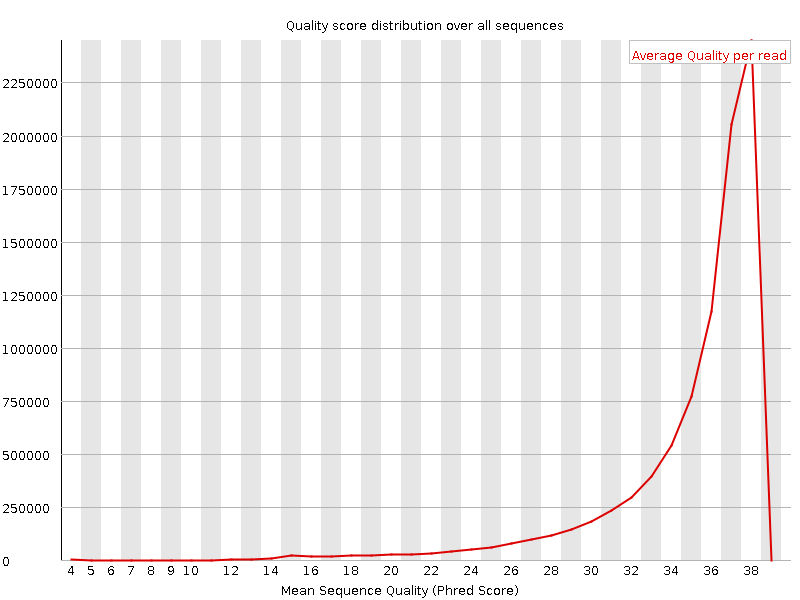 Quality score distribution over all sequences
Average Quality per read
2250000
2000000
1750000
1500000
1250000
1000000
750000
500000
250000
0
4 5 6 7 8 9 10 12 14 16 18 20 22 24 26 28 30 32 34 36 38
Mean Sequence Quality (Phred Score)